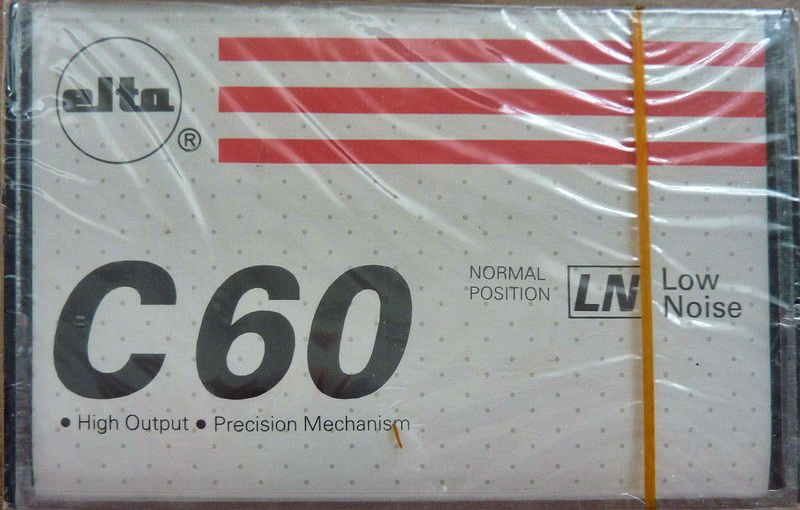 elta
®
C60
NORMAL
POSITION
LN
Low
Noise
• High Output • Precision Mechanism